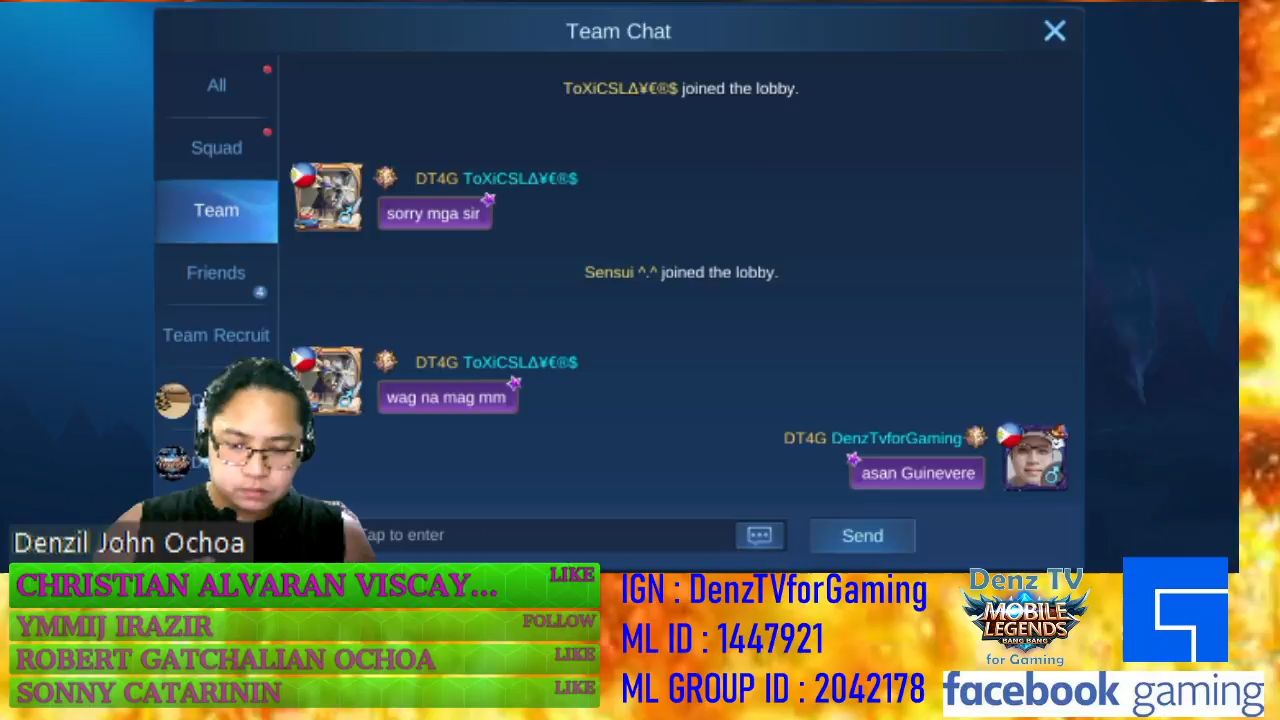 Team Chat
All
ToXiCSLΔ¥€®$ joined the lobby.
Squad
DT4G ToXiCSLΔ¥€®$
sorry mga sir
Team
Sensui ^.^ joined the lobby.
Friends
4
Team Recruit
DT4G ToXiCSLΔ¥€®$
wag na mag mm
DT4G DenzTvforGaming
asan Guinevere
Tap to enter
Send
Denzil John Ochoa
CHRISTIAN ALVARAN VISCAY... LIKE
YMMIJ IRAZIR FOLLOW
ROBERT GATCHALIAN OCHOA LIKE
SONNY CATARININ LIKE
IGN : DenzTVforGaming
ML ID : 1447921
ML GROUP ID : 2042178
Denz TV
MOBILE
LEGENDS
BANG BANG
for Gaming
facebook gaming